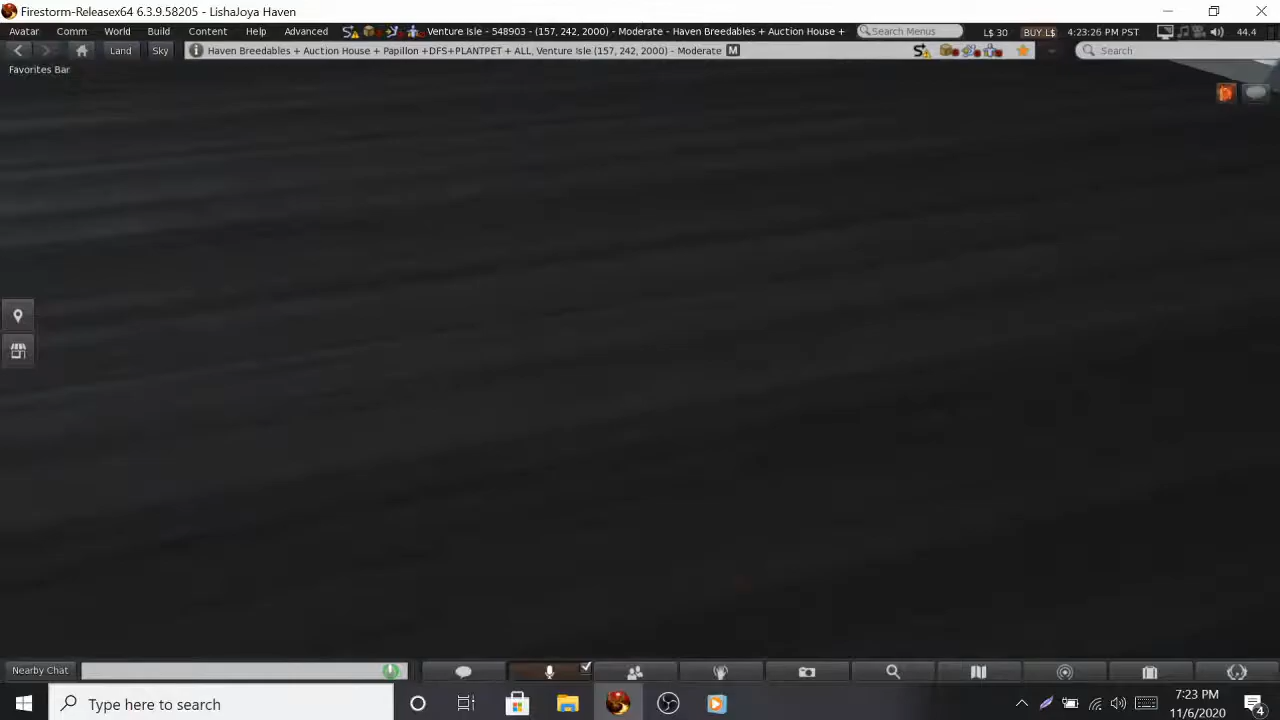 Firestorm-Releasex64 6.3.9.58205 - LishaJoya Haven
Avatar Comm World Build Content Help Advanced Venture Isle - 548903 - (157, 242, 2000) - Moderate - Haven Breedables + Auction House + Search Menus L$ 30 BUY L$ 4:23:26 PM PST 44.4
Land Sky Haven Breedables + Auction House + Papillon +DFS+PLANTPET + ALL, Venture Isle (157, 242, 2000) - Moderate M Search
Favorites Bar
Nearby Chat
Type here to search
7:23 PM
11/6/2020
4